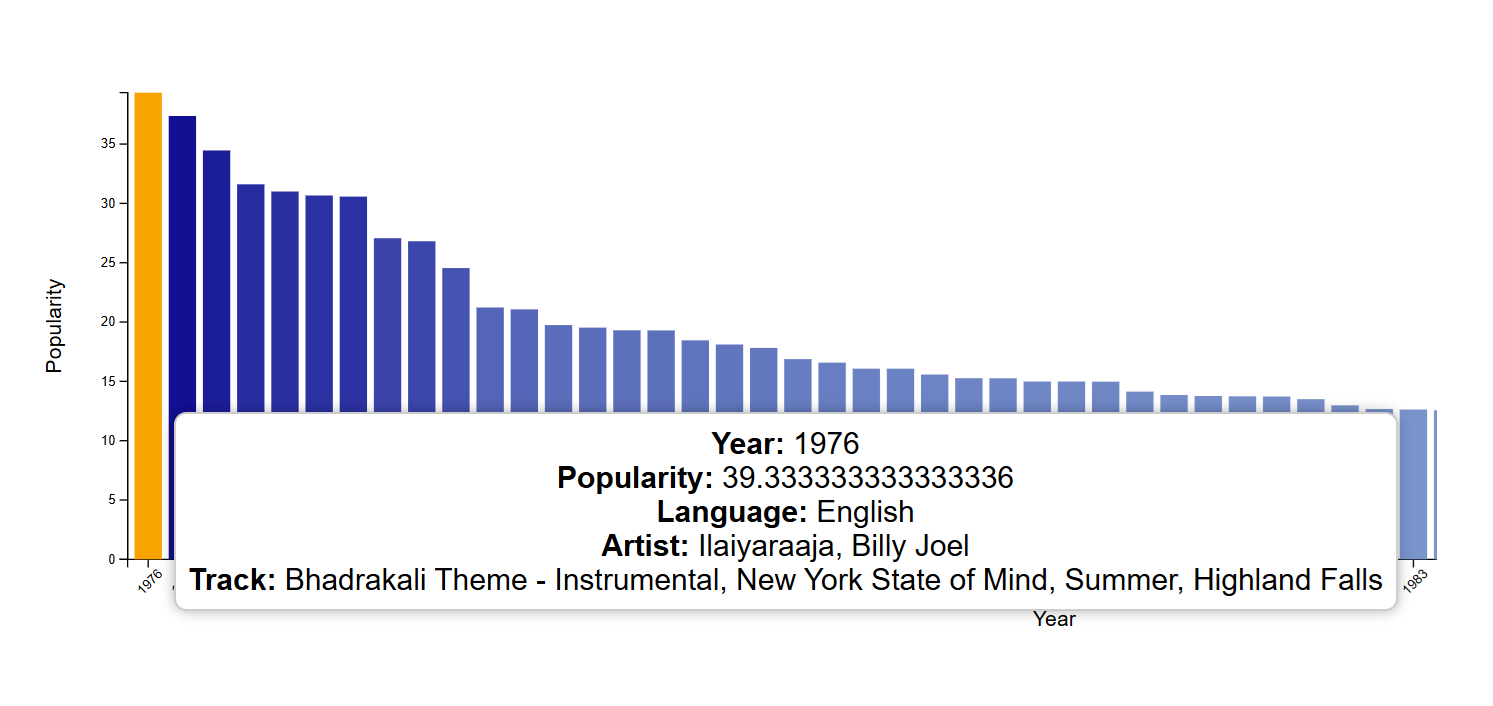 35
30
25
20
15
10
5
0
Popularity
1976
1983
Year
Year: 1976
Popularity: 39.333333333333336
Language: English
Artist: Ilaiyaraaja, Billy Joel
Track: Bhadrakali Theme - Instrumental, New York State of Mind, Summer, Highland Falls